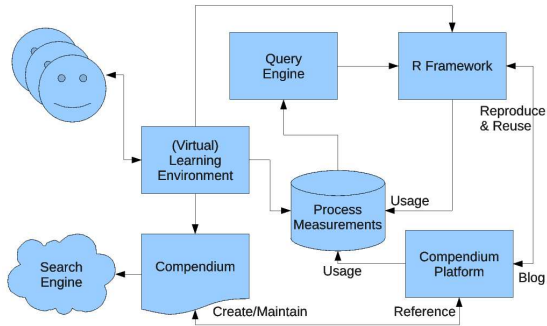 Query
Engine
R Framework
Reproduce
& Reuse
(Virtual)
Learning
Environment
Process
Measurements
Usage
Search
Engine
Compendium
Usage
Compendium
Platform
Blog
Create/Maintain
Reference